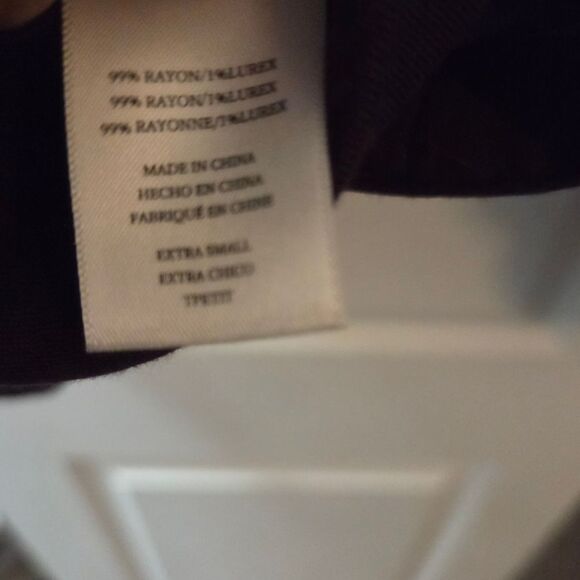 99% RAYON/1%LUREX
99% RAYON/1%LUREX
99% RAYONNE/1%LUREX
MADE IN CHINA
HECHO EN CHINA
FABRIQUÉ EN CHINE
EXTRA SMALL
EXTRA CHICO
TPETIT